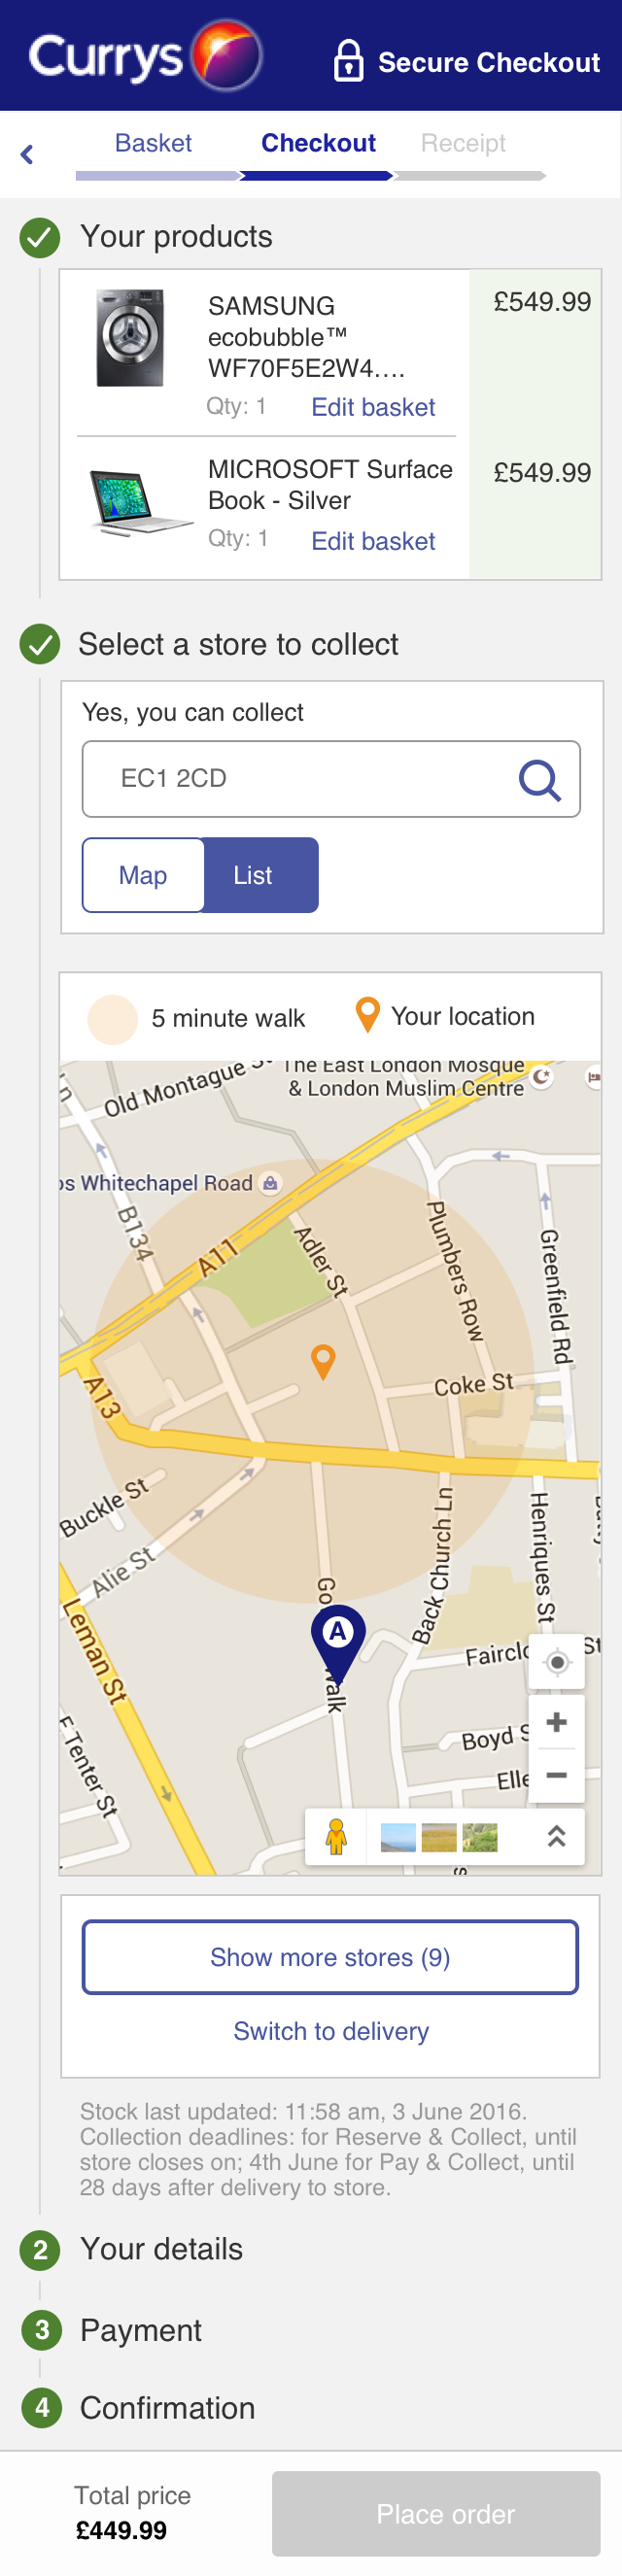 Currys
Secure Checkout
Basket
Checkout
Receipt
Your products
SAMSUNG
ecobubble™
WF70F5E2W4....
£549.99
Qty: 1
Edit basket
MICROSOFT Surface
Book - Silver
£549.99
Qty: 1
Edit basket
Select a store to collect
Yes, you can collect
EC1 2CD
Map
List
5 minute walk
Your location
The East London Mosque
& London Muslim Centre
Old Montague St
os Whitechapel Road
B134
A11
Adler St
Plumbers Row
Greenfield Rd
A13
Coke St
Buckle St
Alie St
Back Church Ln
Henriques St
Leman St
Go
A
Walk
Fairclo
St
E Tenter St
Boyd S
Elle
Show more stores (9)
Switch to delivery
Stock last updated: 11:58 am, 3 June 2016.
Collection deadlines: for Reserve & Collect, until
store closes on; 4th June for Pay & Collect, until
28 days after delivery to store.
2
Your details
3
Payment
4
Confirmation
Total price
£449.99
Place order